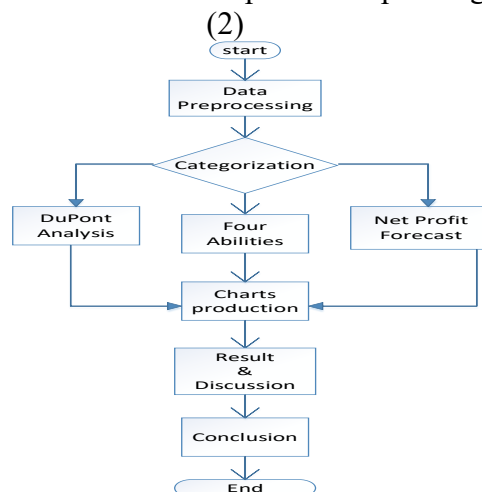 (2)
start
Data
Preprocessing
Categorization
DuPont
Analysis
Four
Abilities
Net Profit
Forecast
Charts
production
Result
&
Discussion
Conclusion
End